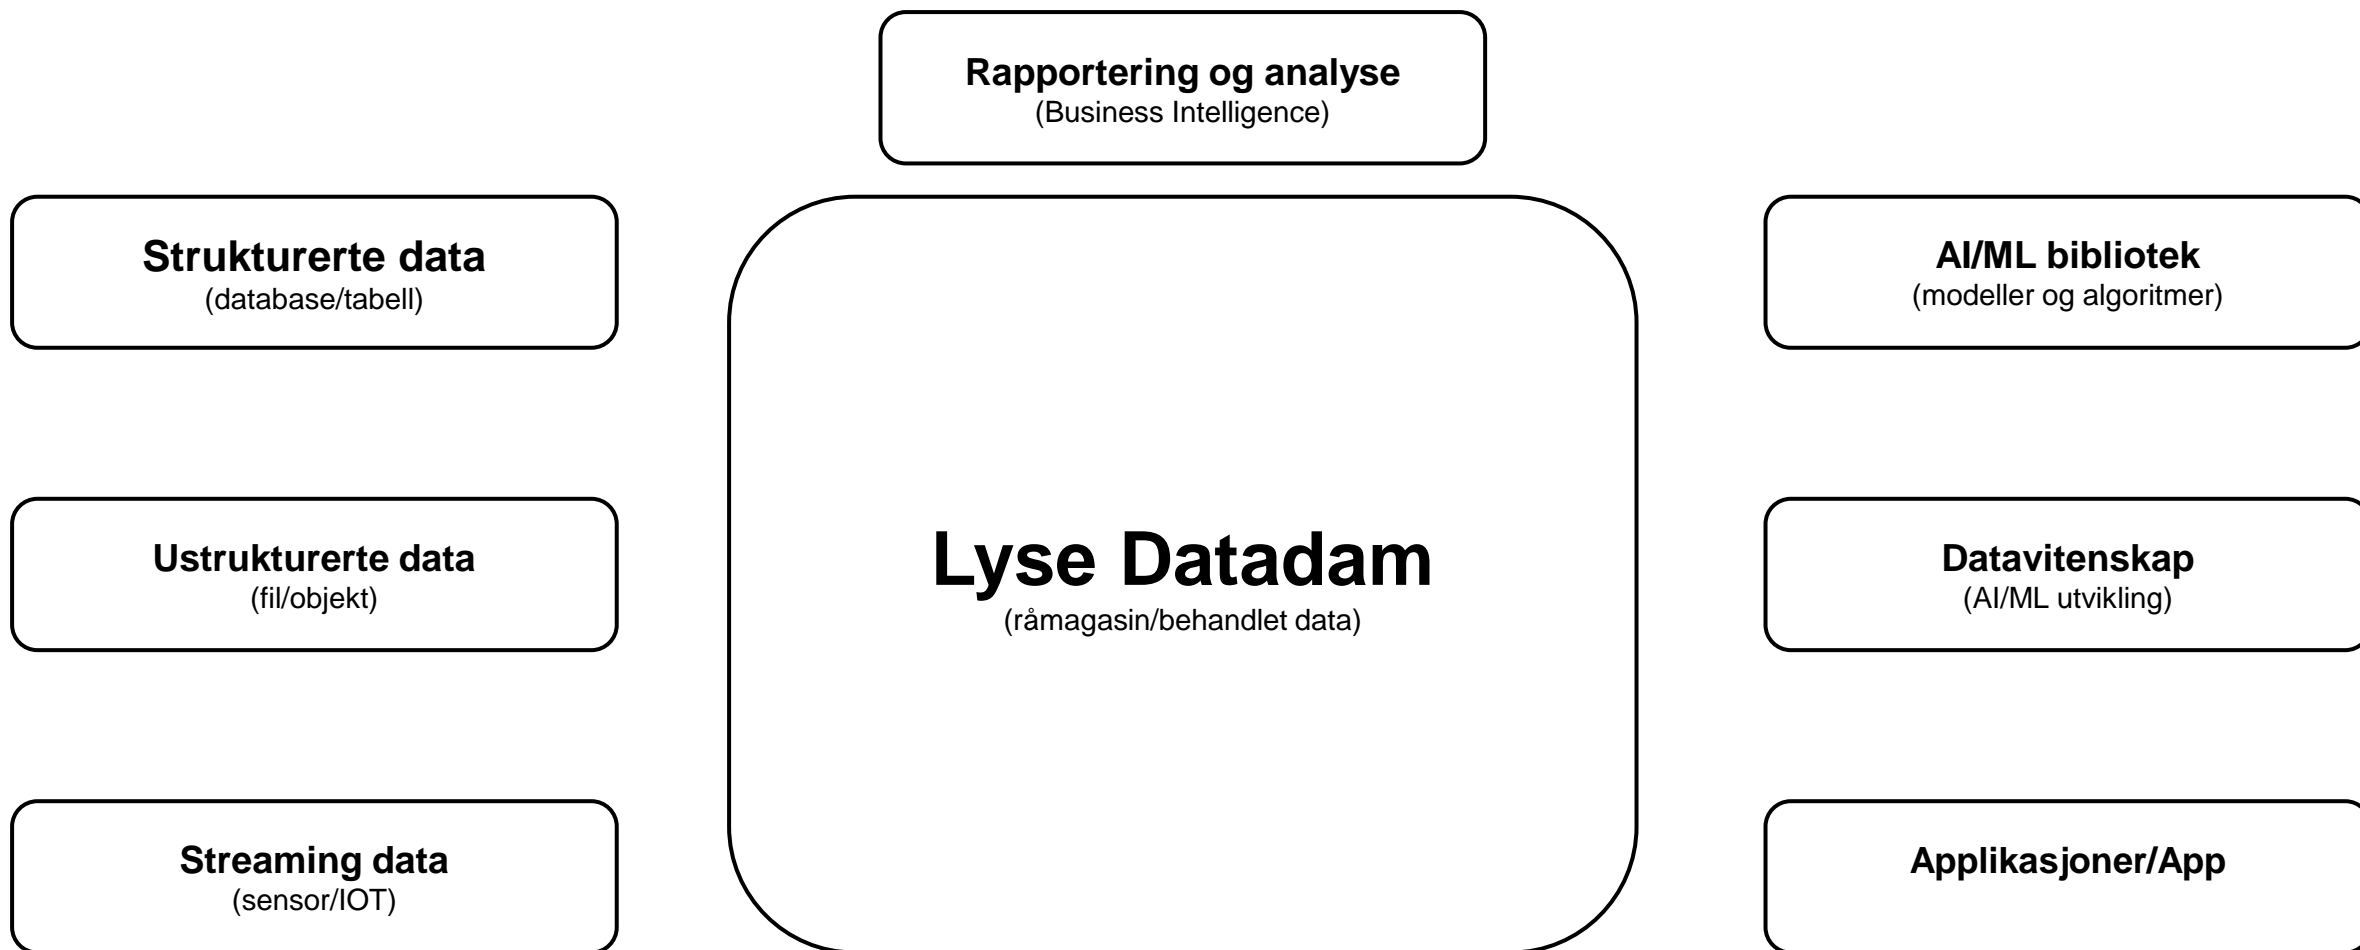 Rapportering og analyse
(Business Intelligence)
Strukturerte data
(database/tabell)
AI/ML bibliotek
(modeller og algoritmer)
Ustrukturerte data
(fil/objekt)
Lyse Datadam
(råmagasin/behandlet data)
Datavitenskap
(AI/ML utvikling)
Streaming data
(sensor/IOT)
Applikasjoner/App